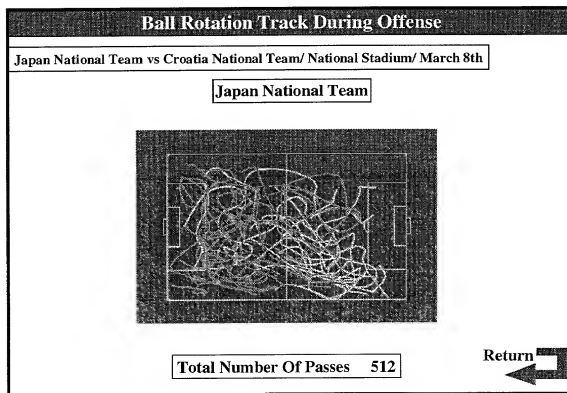 Ball Rotation Track During Offense
Japan National Team vs Croatia National Team/ National Stadium/ March 8th
Japan National Team
Total Number Of Passes 512
Return